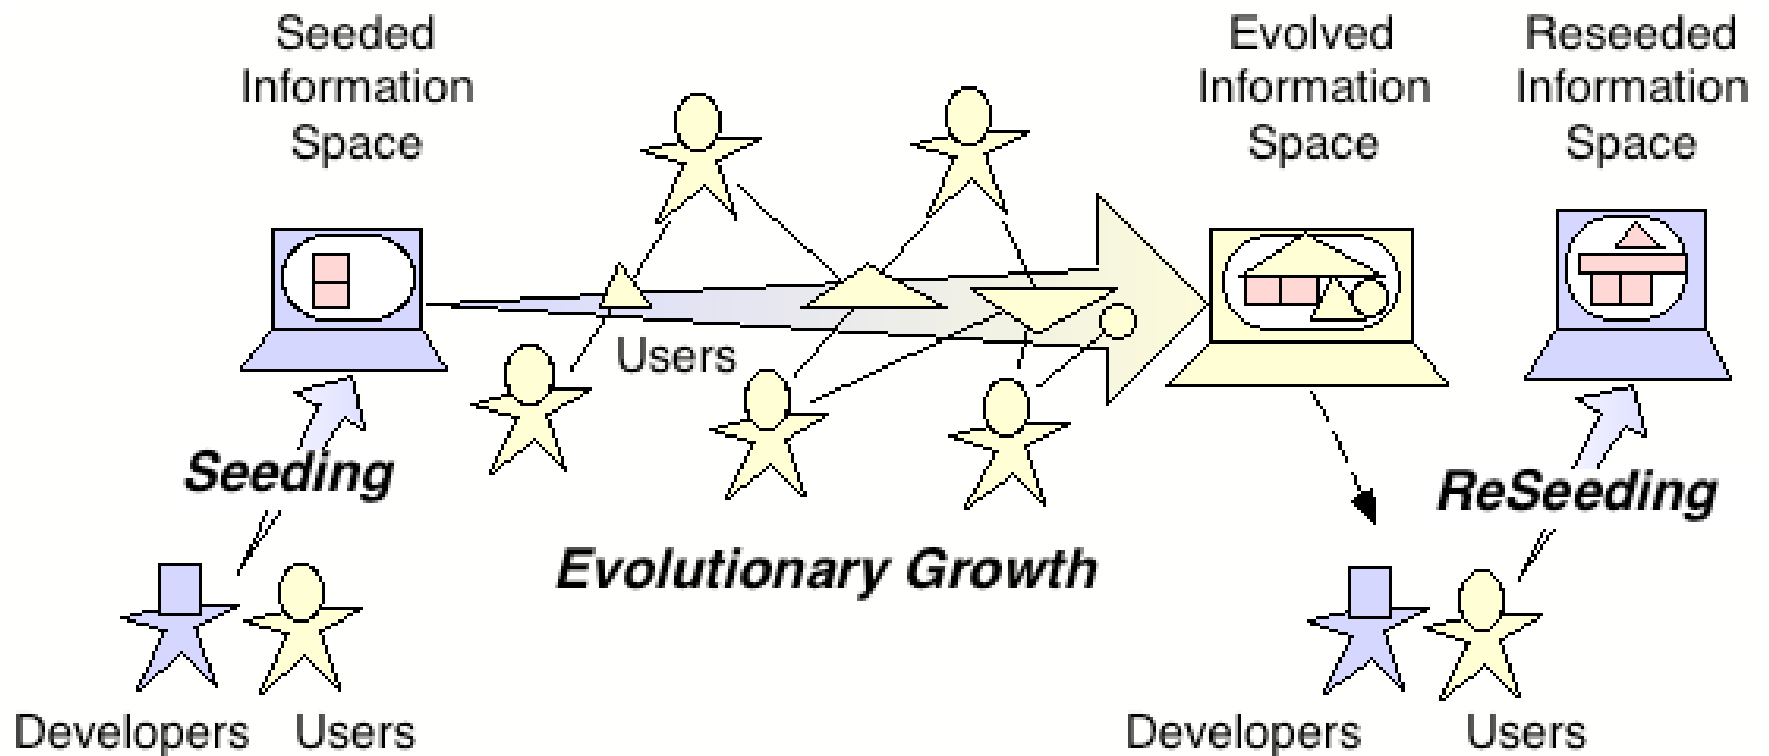 Seeded
Information
Space
Evolved
Information
Space
Reseeded
Information
Space
Users
Seeding
ReSeeding
Evolutionary Growth
Developers Users
Developers Users